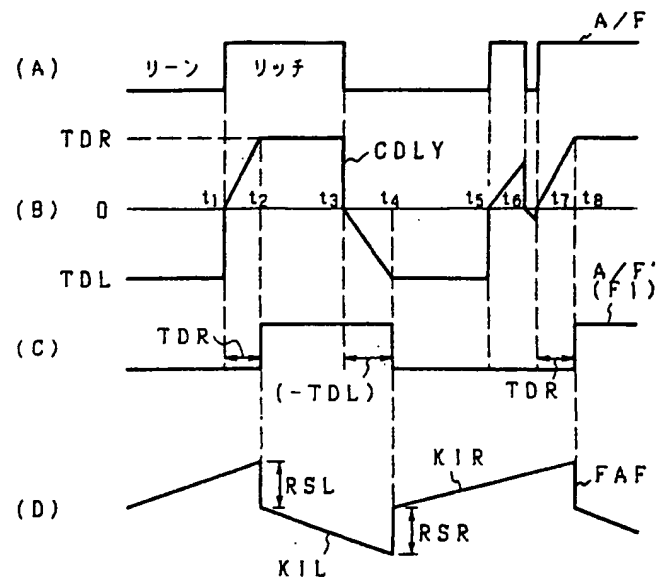 A/F
(A)
リーン
リッチ
TDR
CDLY
(B)
0
t1
t2
t3
t4
t5
t6
t7
t8
TDL
A/F'
(F1)
(C)
TDR
(-TDL)
TDR
KIR
(D)
RSL
FAF
RSR
KIL